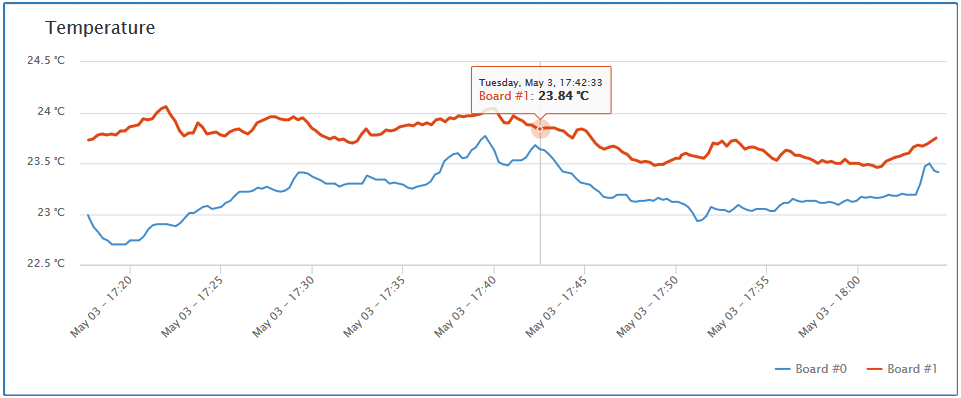 Temperature
24.5 °C
24 °C
23.5 °C
23 °C
22.5 °C
Tuesday, May 3, 17:42:33
Board #1: 23.84 °C
May 03 - 17:20
May 03 - 17:25
May 03 - 17:30
May 03 - 17:35
May 03 - 17:40
May 03 - 17:45
May 03 - 17:50
May 03 - 17:55
May 03 - 18:00
Board #0
Board #1